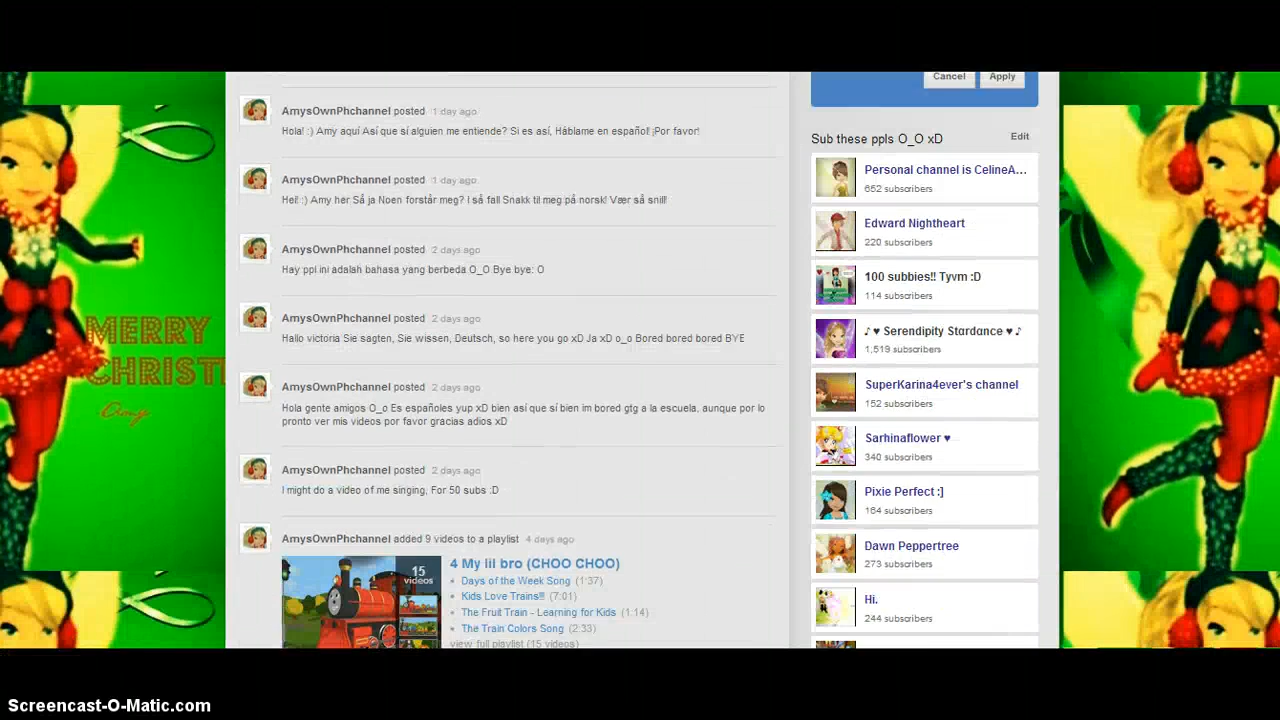 Cancel Apply
AmysOwnPhchannel posted 1 day ago
Hola! :) Amy aquí Así que sí alguien me entiende? Si es así, Háblame en español! ¡Por favor!
AmysOwnPhchannel posted 1 day ago
Hei! :) Amy her Så ja Noen forstår meg? I så fall Snakk til meg på norsk! Vær så snill!
AmysOwnPhchannel posted 2 days ago
Hay ppl ini adalah bahasa yang berbeda O_O Bye bye: O
AmysOwnPhchannel posted 2 days ago
Hallo victoria Sie sagten, Sie wissen, Deutsch, so here you go xD Ja xD o_o Bored bored bored BYE
AmysOwnPhchannel posted 2 days ago
Hola gente amigos O_o Es españoles yup xD bien así que sí bien im bored gtg a la escuela, aunque por lo
pronto ver mis videos por favor gracias adios xD
AmysOwnPhchannel posted 2 days ago
I might do a video of me singing, For 50 subs :D
AmysOwnPhchannel added 9 videos to a playlist 4 days ago
15
videos
4 My lil bro (CHOO CHOO)
Days of the Week Song (1:37)
Kids Love Trains!!! (7:01)
The Fruit Train - Learning for Kids (1:14)
The Train Colors Song (2:33)
view full playlist (15 videos)
Sub these ppls O_O xD Edit
Personal channel is CelineA...
652 subscribers
Edward Nightheart
220 subscribers
100 subbies!! Tyvm :D
114 subscribers
♪ ♥ Serendipity Stardance ♥ ♪
1,519 subscribers
SuperKarina4ever's channel
152 subscribers
Sarhinaflower ♥
340 subscribers
Pixie Perfect :]
164 subscribers
Dawn Peppertree
273 subscribers
Hi.
244 subscribers
MERRY
CHRIST
Amy
Screencast-O-Matic.com